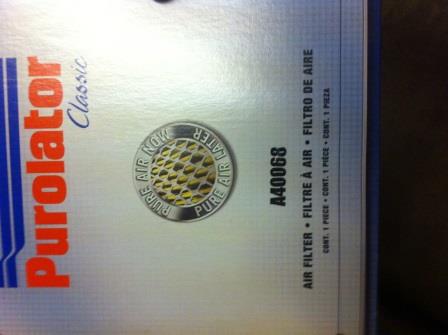 Purolator
Classic
PURE AIR NOW
PURE AIR LATER
A40068
AIR FILTER • FILTRE À AIR • FILTRO DE AIRE
CONT. 1 PIECE • CONT. 1 PIÈCE • CONT. 1 PIEZA